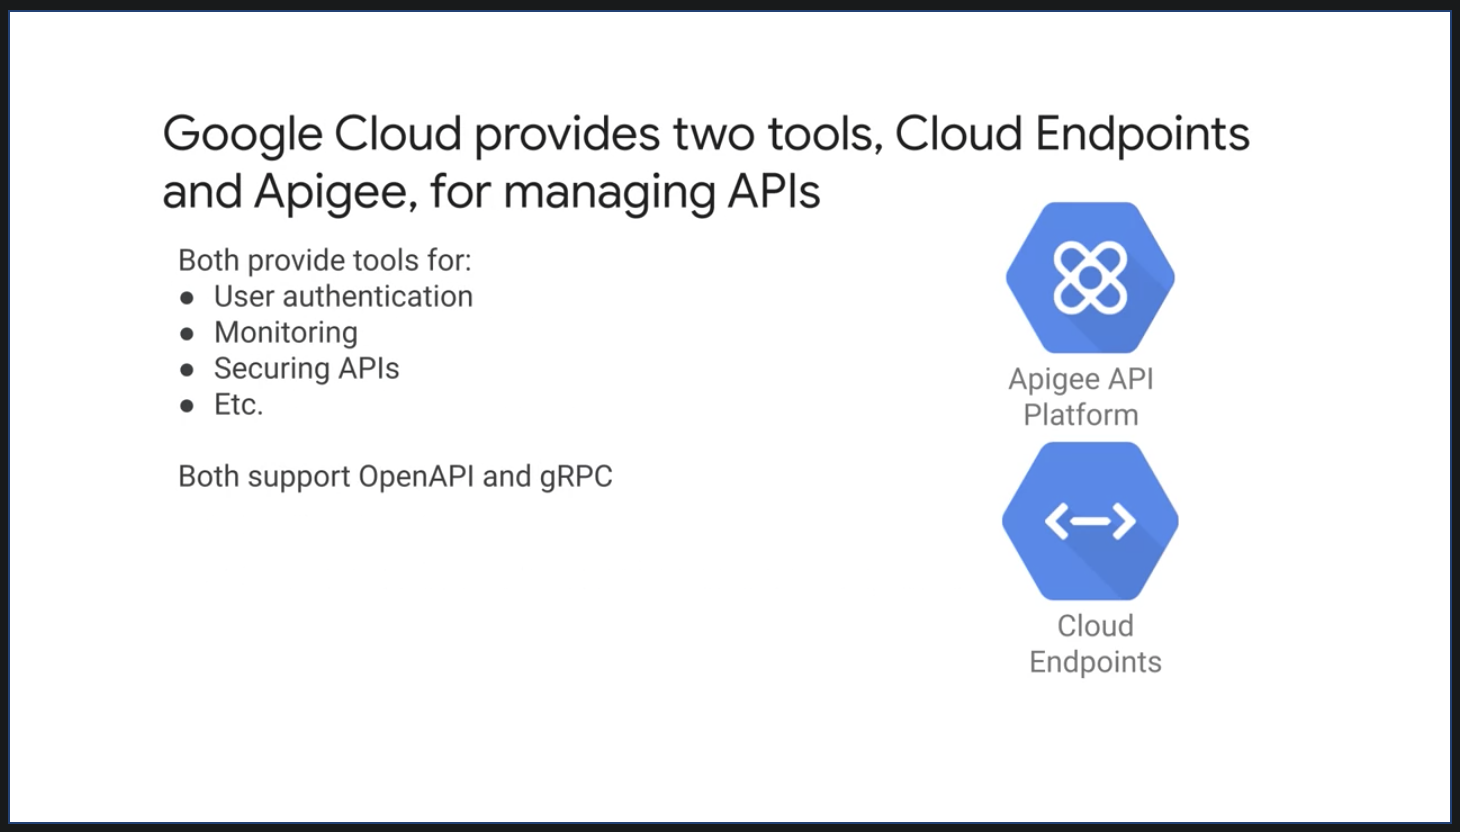 Google Cloud provides two tools, Cloud Endpoints
and Apigee, for managing APIs
Both provide tools for:
● User authentication
● Monitoring
● Securing APIs
● Etc.
Both support OpenAPI and gRPC
Apigee API
Platform
Cloud
Endpoints